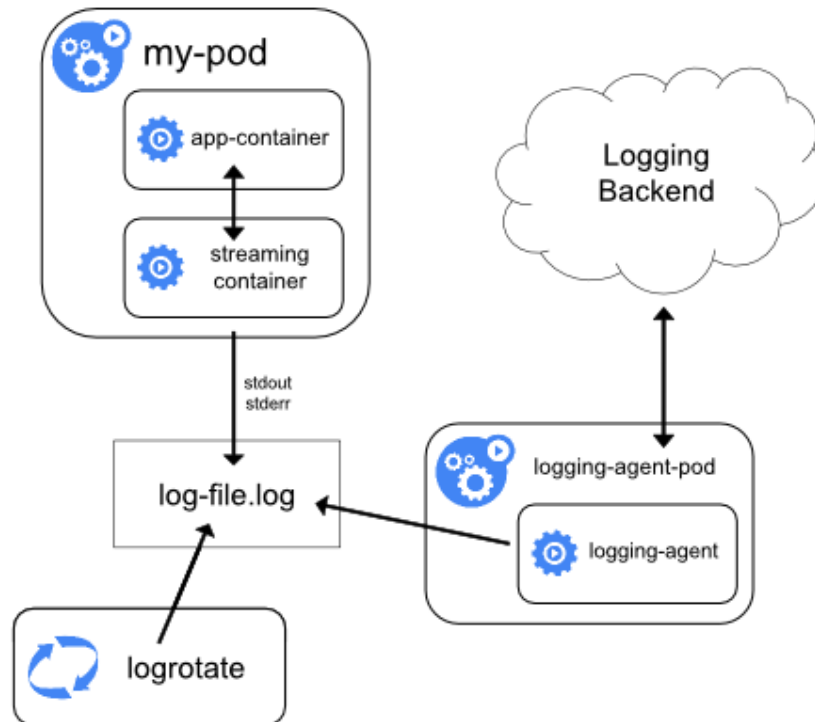 my-pod
app-container
streaming
container
Logging
Backend
stdout
stderr
log-file.log
logging-agent-pod
logging-agent
logrotate